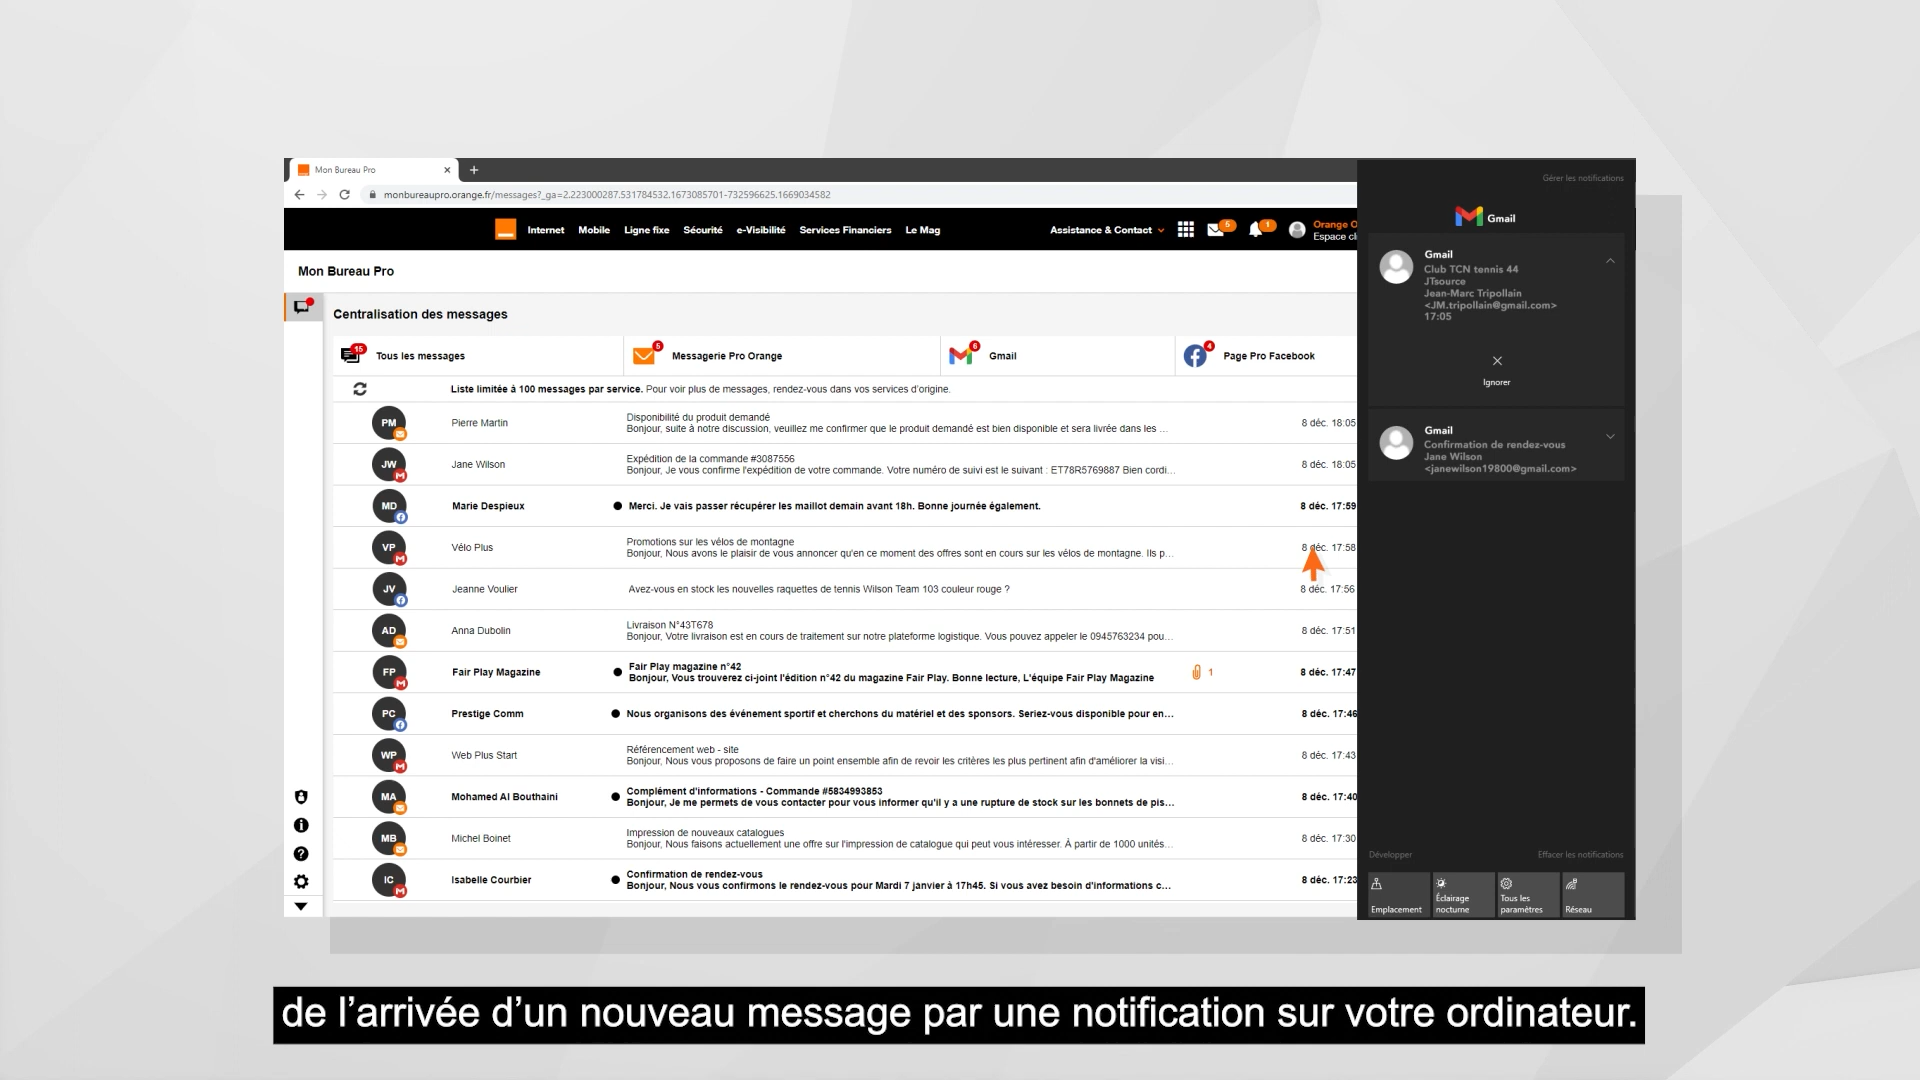 Mon Bureau Pro
monbureaupro.orange.fr/messages?_ga=2.223000287.531784532.1673085701-732596625.1669034582
Internet Mobile Ligne fixe Sécurité e-Visibilité Services Financiers Le Mag Assistance & Contact 5 1 Orange O
Espace cli
Mon Bureau Pro
Centralisation des messages
15 Tous les messages 5 Messagerie Pro Orange 6 Gmail 4 Page Pro Facebook
Liste limitée à 100 messages par service. Pour voir plus de messages, rendez-vous dans vos services d'origine.
PM Pierre Martin Disponibilité du produit demandé 8 déc. 18:05
Bonjour, suite à notre discussion, veuillez me confirmer que le produit demandé est bien disponible et sera livrée dans les ...
JW Jane Wilson Expédition de la commande #3087556 8 déc. 18:05
Bonjour, Je vous confirme l'expédition de votre commande. Votre numéro de suivi est le suivant : ET78R5769887 Bien cordi...
MD Marie Despieux Merci. Je vais passer récupérer les maillot demain avant 18h. Bonne journée également. 8 déc. 17:59
VP Vélo Plus Promotions sur les vélos de montagne 8 déc. 17:58
Bonjour, Nous avons le plaisir de vous annoncer qu'en ce moment des offres sont en cours sur les vélos de montagne. Ils p...
JV Jeanne Voulier Avez-vous en stock les nouvelles raquettes de tennis Wilson Team 103 couleur rouge ? 8 déc. 17:56
AD Anna Dubolin Livraison N°43T678 8 déc. 17:51
Bonjour, Votre livraison est en cours de traitement sur notre plateforme logistique. Vous pouvez appeler le 0945763234 pou...
FP Fair Play Magazine Fair Play magazine n°42 1 8 déc. 17:47
Bonjour, Vous trouverez ci-joint l'édition n°42 du magazine Fair Play. Bonne lecture, L'équipe Fair Play Magazine
PC Prestige Comm Nous organisons des événement sportif et cherchons du matériel et des sponsors. Seriez-vous disponible pour en... 8 déc. 17:46
WP Web Plus Start Référencement web - site 8 déc. 17:43
Bonjour, Nous vous proposons de faire un point ensemble afin de revoir les critères les plus pertinent afin d'améliorer la visi...
MA Mohamed Al Bouthaini Complément d'informations - Commande #5834993853 8 déc. 17:40
Bonjour, Je me permets de vous contacter pour vous informer qu'il y a une rupture de stock sur les bonnets de pis...
MB Michel Boinet Impression de nouveaux catalogues 8 déc. 17:30
Bonjour, Nous faisons actuellement une offre sur l'impression de catalogue qui peut vous intéresser. À partir de 1000 unités...
IC Isabelle Courbier Confirmation de rendez-vous 8 déc. 17:23
Bonjour, Nous vous confirmons le rendez-vous pour Mardi 7 janvier à 17h45. Si vous avez besoin d'informations c...
Gérer les notifications
Gmail
Gmail
Club TCN tennis 44
JTsource
Jean-Marc Tripollain
<JM.tripollain@gmail.com>
17:05
Ignorer
Gmail
Confirmation de rendez-vous
Jane Wilson
<janewilson19800@gmail.com>
Développer Effacer les notifications
Emplacement
Éclairage
nocturne
Tous les
paramètres
Réseau
de l'arrivée d'un nouveau message par une notification sur votre ordinateur.